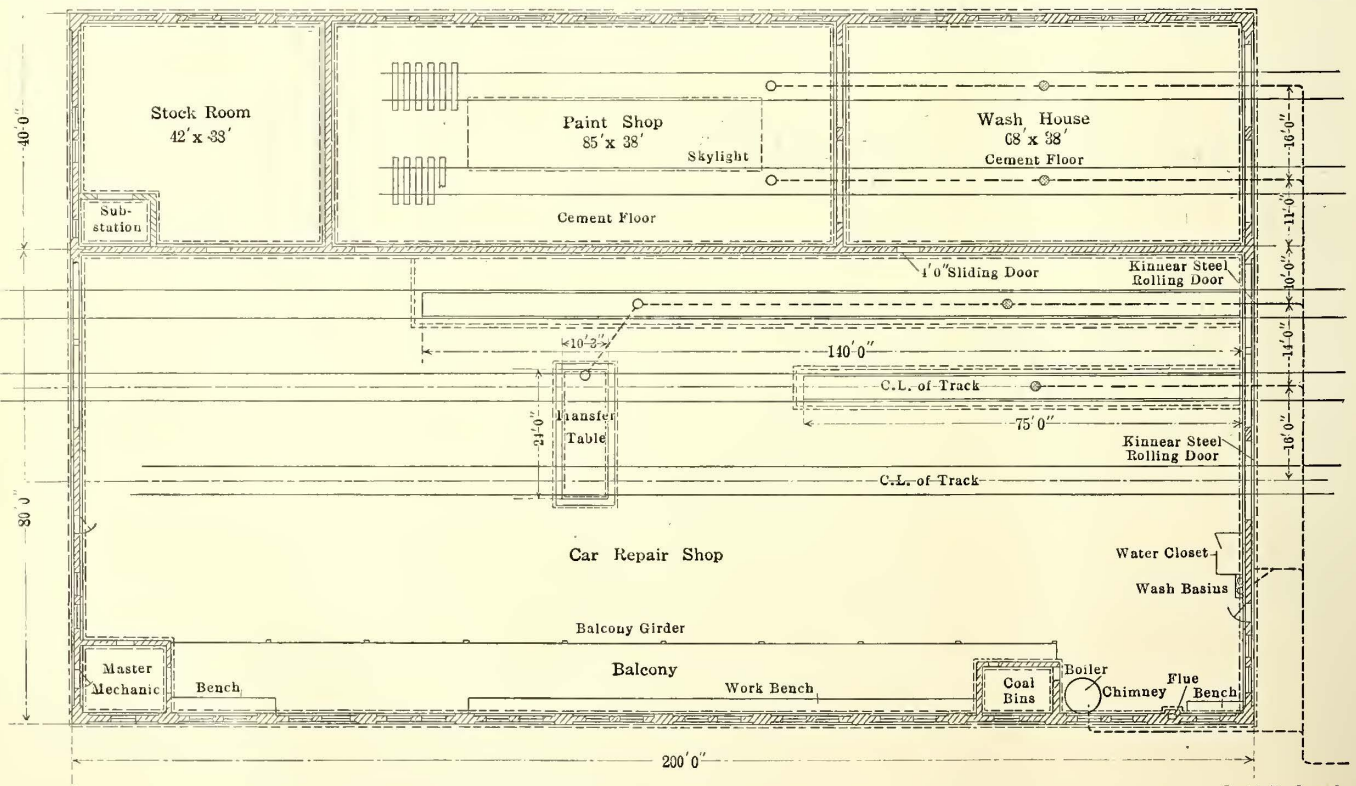 Stock Room
42'x 38'
Paint Shop
85'x 38'
Skylight
Wash House
68'x 38'
Cement Floor
Cement Floor
Sub-
station
40'0"
16'0"
11'0"
10'0"
14'0"
16'0"
4'0" Sliding Door
Kinnear Steel
Rolling Door
10'3"
140'0"
C.L. of Track
75'0"
Transfer
Table
21'0"
Kinnear Steel
Rolling Door
C.L. of Track
80'0"
Car Repair Shop
Water Closet
Wash Basins
Balcony Girder
Balcony
Master
Mechanic
Bench
Work Bench
Coal
Bins
Boiler
Chimney
Flue
Bench
200'0"